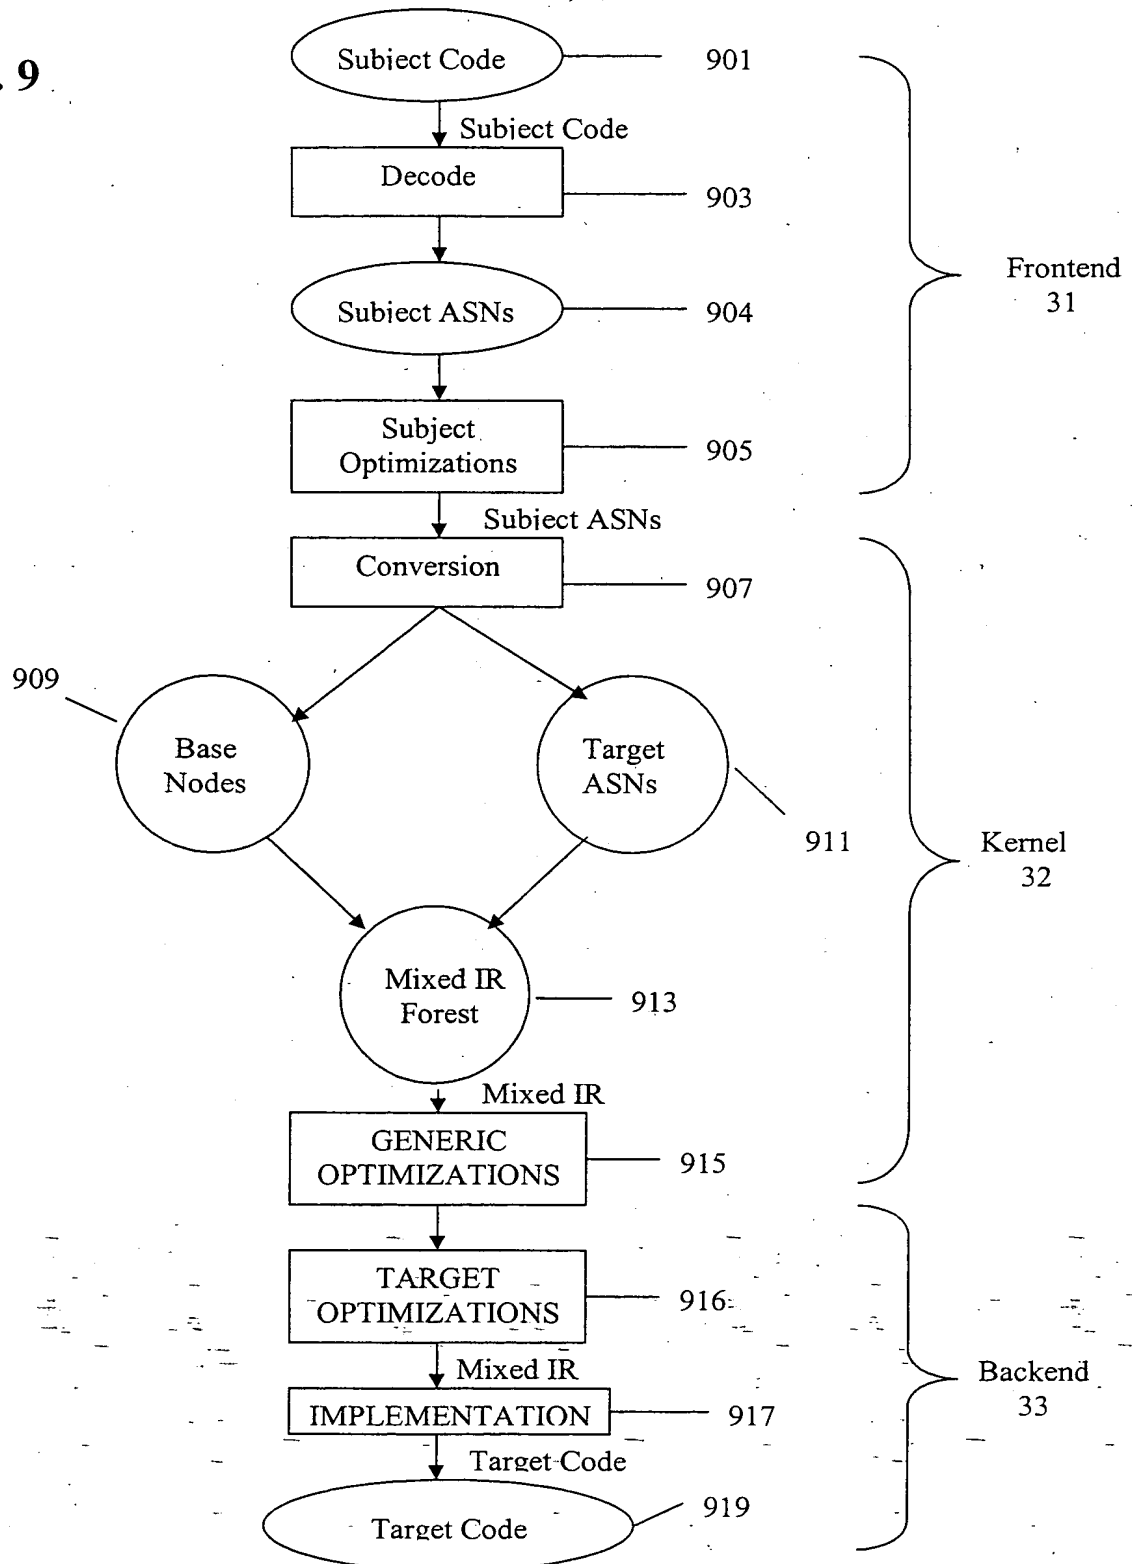 . 9
Subject Code
901
Subject Code
Decode
903
Subject ASNs
904
Subject
Optimizations
905
Frontend
31
Subject ASNs
Conversion
907
909
Base
Nodes
Target
ASNs
911
Mixed IR
Forest
913
Kernel
32
Mixed IR
GENERIC
OPTIMIZATIONS
915
TARGET
OPTIMIZATIONS
916
Mixed IR
IMPLEMENTATION
917
Backend
33
Target Code
Target Code
919